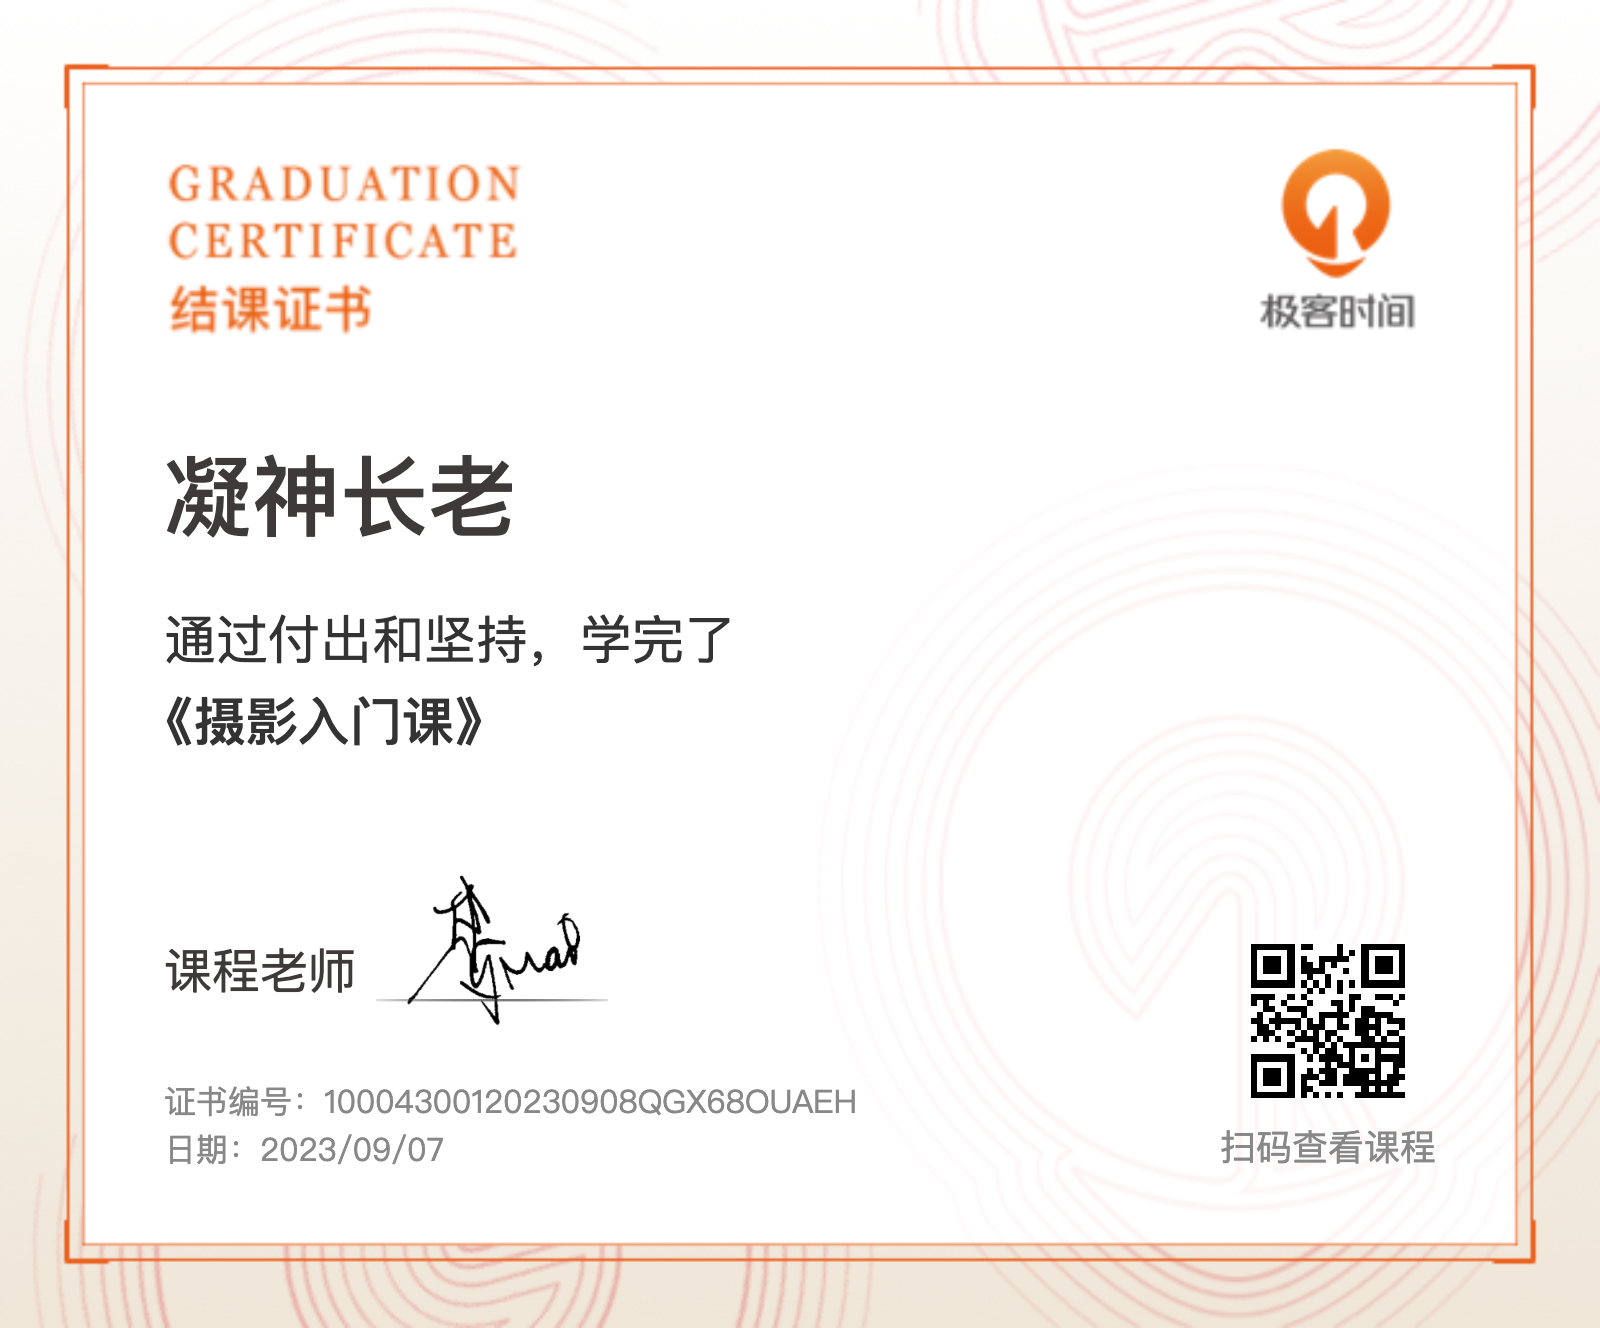 GRADUATION
CERTIFICATE
结课证书
极客时间
凝神长老
通过付出和坚持，学完了
《摄影入门课》
课程老师
证书编号：10004300120230908QGX68OUAEH
日期：2023/09/07
扫码查看课程